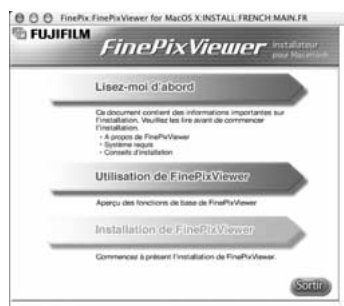 FinePix:FinePixViewer for MacOS X:INSTALL:FRENCH:MAIN.FR
FUJIFILM
FinePixViewer installateur
pour Macintosh
Lisez-moi d'abord
Ce document contient des informations importantes sur
l'installation. Veuillez les lire avant de commencer
l'installation.
- A propos de FinePixViewer
- Système requis
- Conseils d'installation
Utilisation de FinePixViewer
Aperçu des fonctions de base de FinePixViewer
Installation de FinePixViewer
Commencez à présent l'installation de FinePixViewer.
Sortir